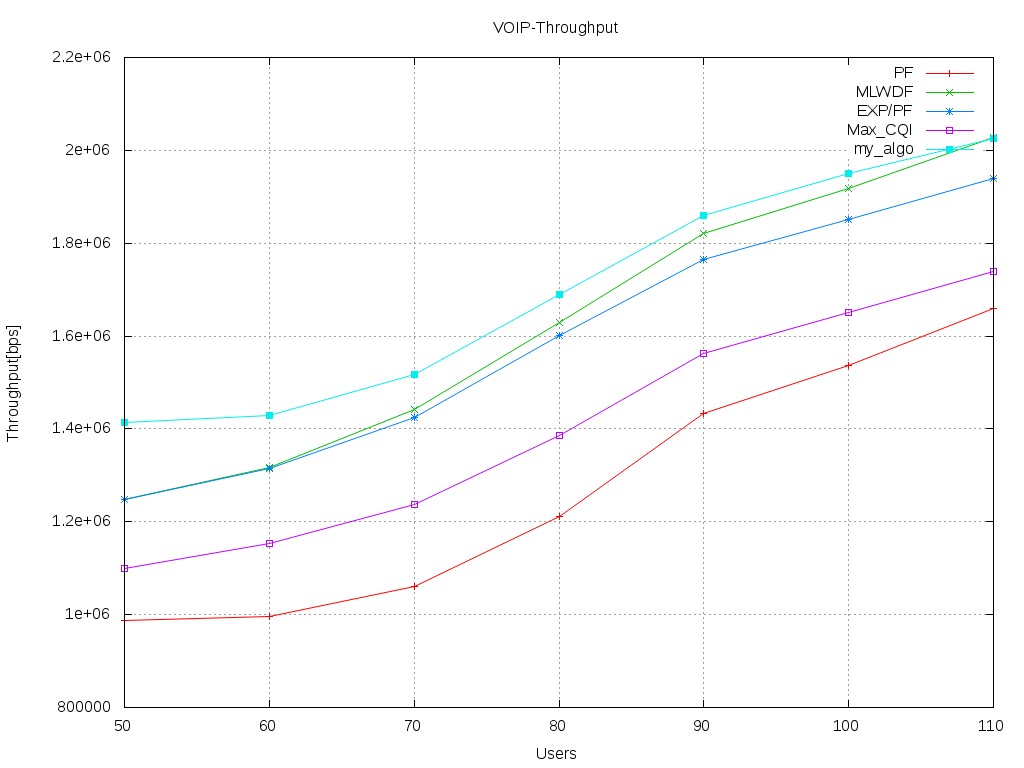 VOIP-Throughput
2.2e+06
2e+06
1.8e+06
1.6e+06
1.4e+06
1.2e+06
1e+06
800000
Throughput[bps]
PF
MLWDF
EXP/PF
Max_CQI
my_algo
50 60 70 80 90 100 110
Users